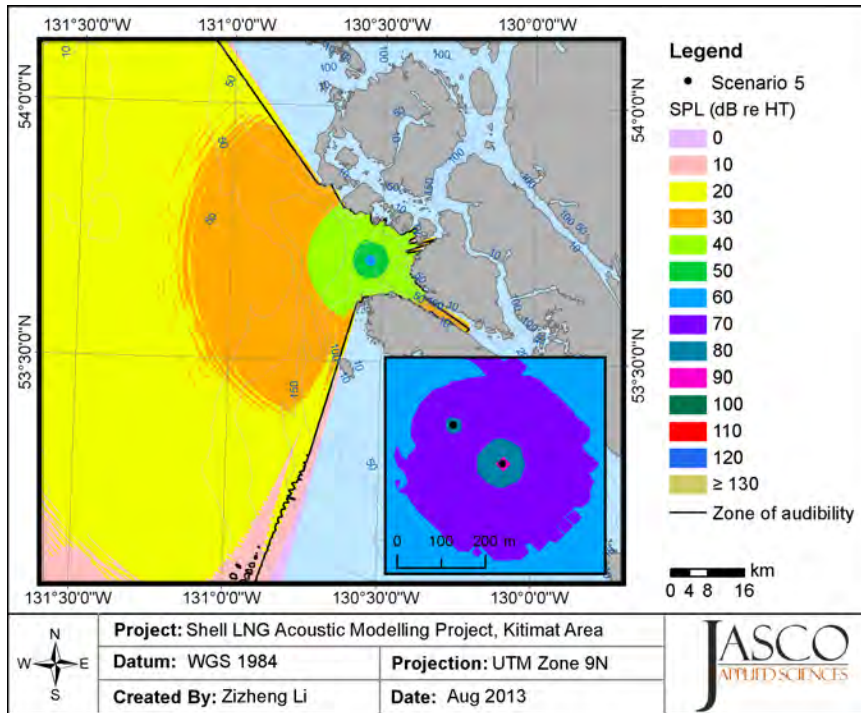 131°30'0"W 131°0'0"W 130°30'0"W 130°0'0"W
54°0'0"N
53°30'0"N
54°0'0"N
53°30'0"N
131°30'0"W 131°0'0"W 130°30'0"W 130°0'0"W
0 100 200 m
Legend
Scenario 5
SPL (dB re HT)
0
10
20
30
40
50
60
70
80
90
100
110
120
≥ 130
Zone of audibility
km
0 4 8 16
N
W E
S
Project: Shell LNG Acoustic Modelling Project, Kitimat Area
Datum: WGS 1984
Projection: UTM Zone 9N
Created By: Zizheng Li
Date: Aug 2013
JASCO
APPLIED SCIENCES